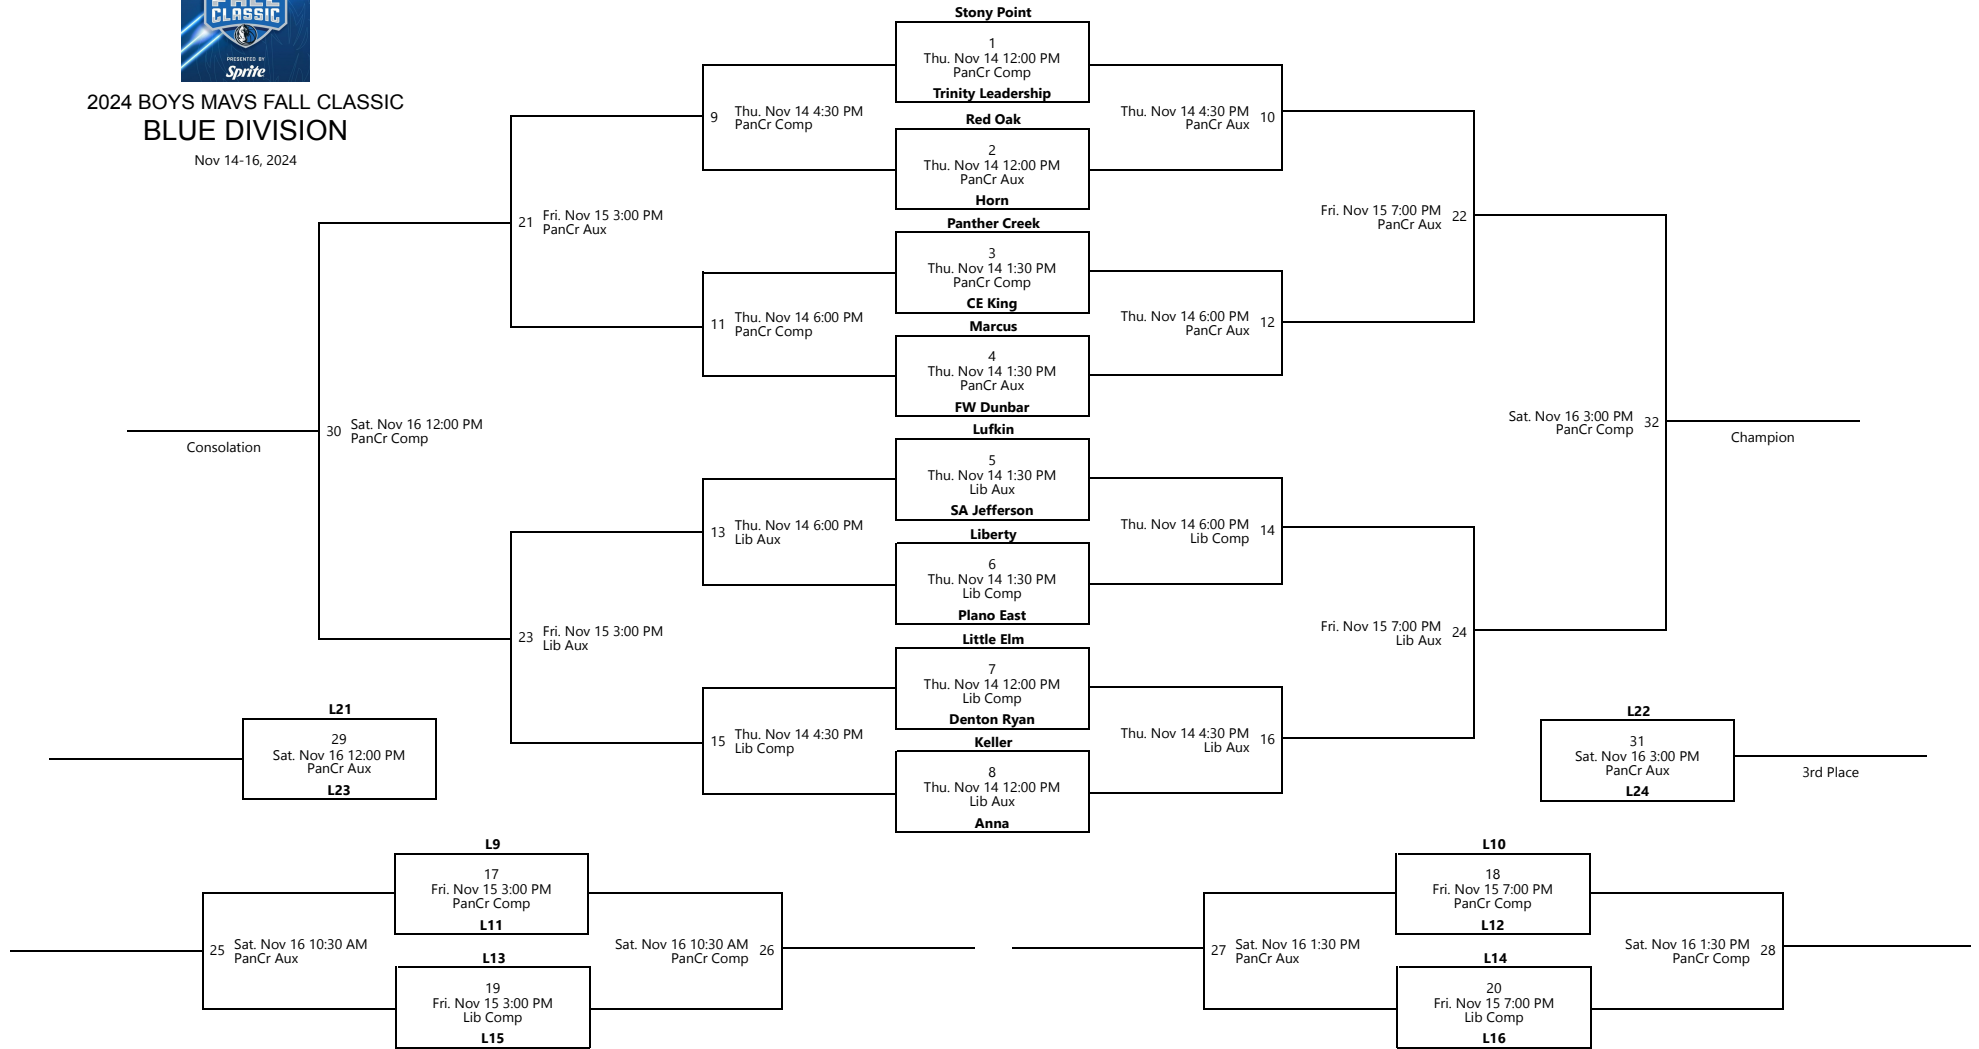 FALL
CLASSIC
PRESENTED BY
Sprite
2024 BOYS MAVS FALL CLASSIC
BLUE DIVISION
Nov 14-16, 2024
Stony Point
1
Thu. Nov 14 12:00 PM
PanCr Comp
Trinity Leadership
9
Thu. Nov 14 4:30 PM
PanCr Comp
Thu. Nov 14 4:30 PM
PanCr Aux
10
Red Oak
2
Thu. Nov 14 12:00 PM
PanCr Aux
Horn
21
Fri. Nov 15 3:00 PM
PanCr Aux
Fri. Nov 15 7:00 PM
PanCr Aux
22
Panther Creek
3
Thu. Nov 14 1:30 PM
PanCr Comp
CE King
11
Thu. Nov 14 6:00 PM
PanCr Comp
Thu. Nov 14 6:00 PM
PanCr Aux
12
Marcus
4
Thu. Nov 14 1:30 PM
PanCr Aux
FW Dunbar
Consolation
30
Sat. Nov 16 12:00 PM
PanCr Comp
Sat. Nov 16 3:00 PM
PanCr Comp
32
Champion
Lufkin
5
Thu. Nov 14 1:30 PM
Lib Aux
SA Jefferson
13
Thu. Nov 14 6:00 PM
Lib Aux
Thu. Nov 14 6:00 PM
Lib Comp
14
Liberty
6
Thu. Nov 14 1:30 PM
Lib Comp
Plano East
23
Fri. Nov 15 3:00 PM
Lib Aux
Fri. Nov 15 7:00 PM
Lib Aux
24
Little Elm
7
Thu. Nov 14 12:00 PM
Lib Comp
Denton Ryan
15
Thu. Nov 14 4:30 PM
Lib Comp
Thu. Nov 14 4:30 PM
Lib Aux
16
Keller
8
Thu. Nov 14 12:00 PM
Lib Aux
Anna
L21
29
Sat. Nov 16 12:00 PM
PanCr Aux
L23
L22
31
Sat. Nov 16 3:00 PM
PanCr Aux
L24
3rd Place
L9
17
Fri. Nov 15 3:00 PM
PanCr Comp
L11
25
Sat. Nov 16 10:30 AM
PanCr Aux
Sat. Nov 16 10:30 AM
PanCr Comp
26
L13
19
Fri. Nov 15 3:00 PM
Lib Comp
L15
L10
18
Fri. Nov 15 7:00 PM
PanCr Comp
L12
27
Sat. Nov 16 1:30 PM
PanCr Aux
Sat. Nov 16 1:30 PM
PanCr Comp
28
L14
20
Fri. Nov 15 7:00 PM
Lib Comp
L16